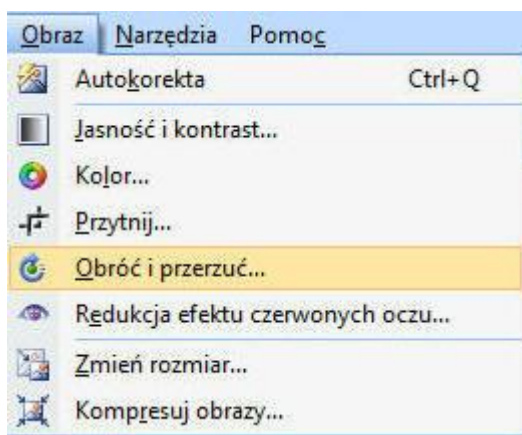 Obraz Narzędzia Pomoc
Autokorekta Ctrl+Q
Jasność i kontrast...
Kolor...
Przytnij...
Obróć i przerzuć...
Redukcja efektu czerwonych oczu...
Zmień rozmiar...
Kompresuj obrazy...